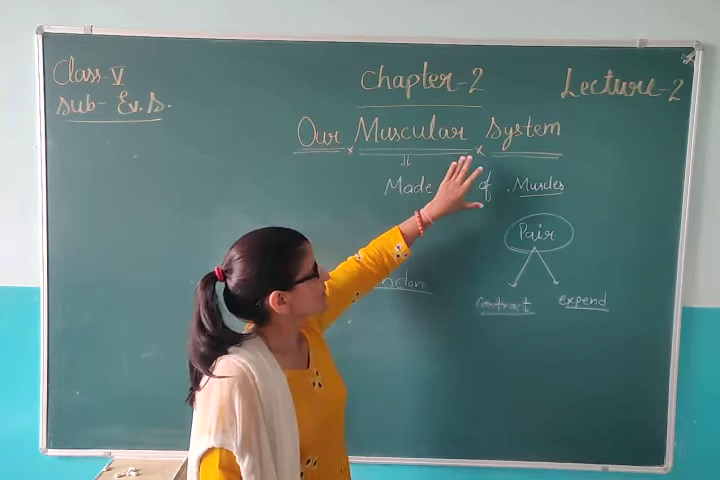 Class-V
Sub- Ev.S.
Chapter-2
Lecture-2
Our Muscular System
Made of Muscles
Pair
contract expend